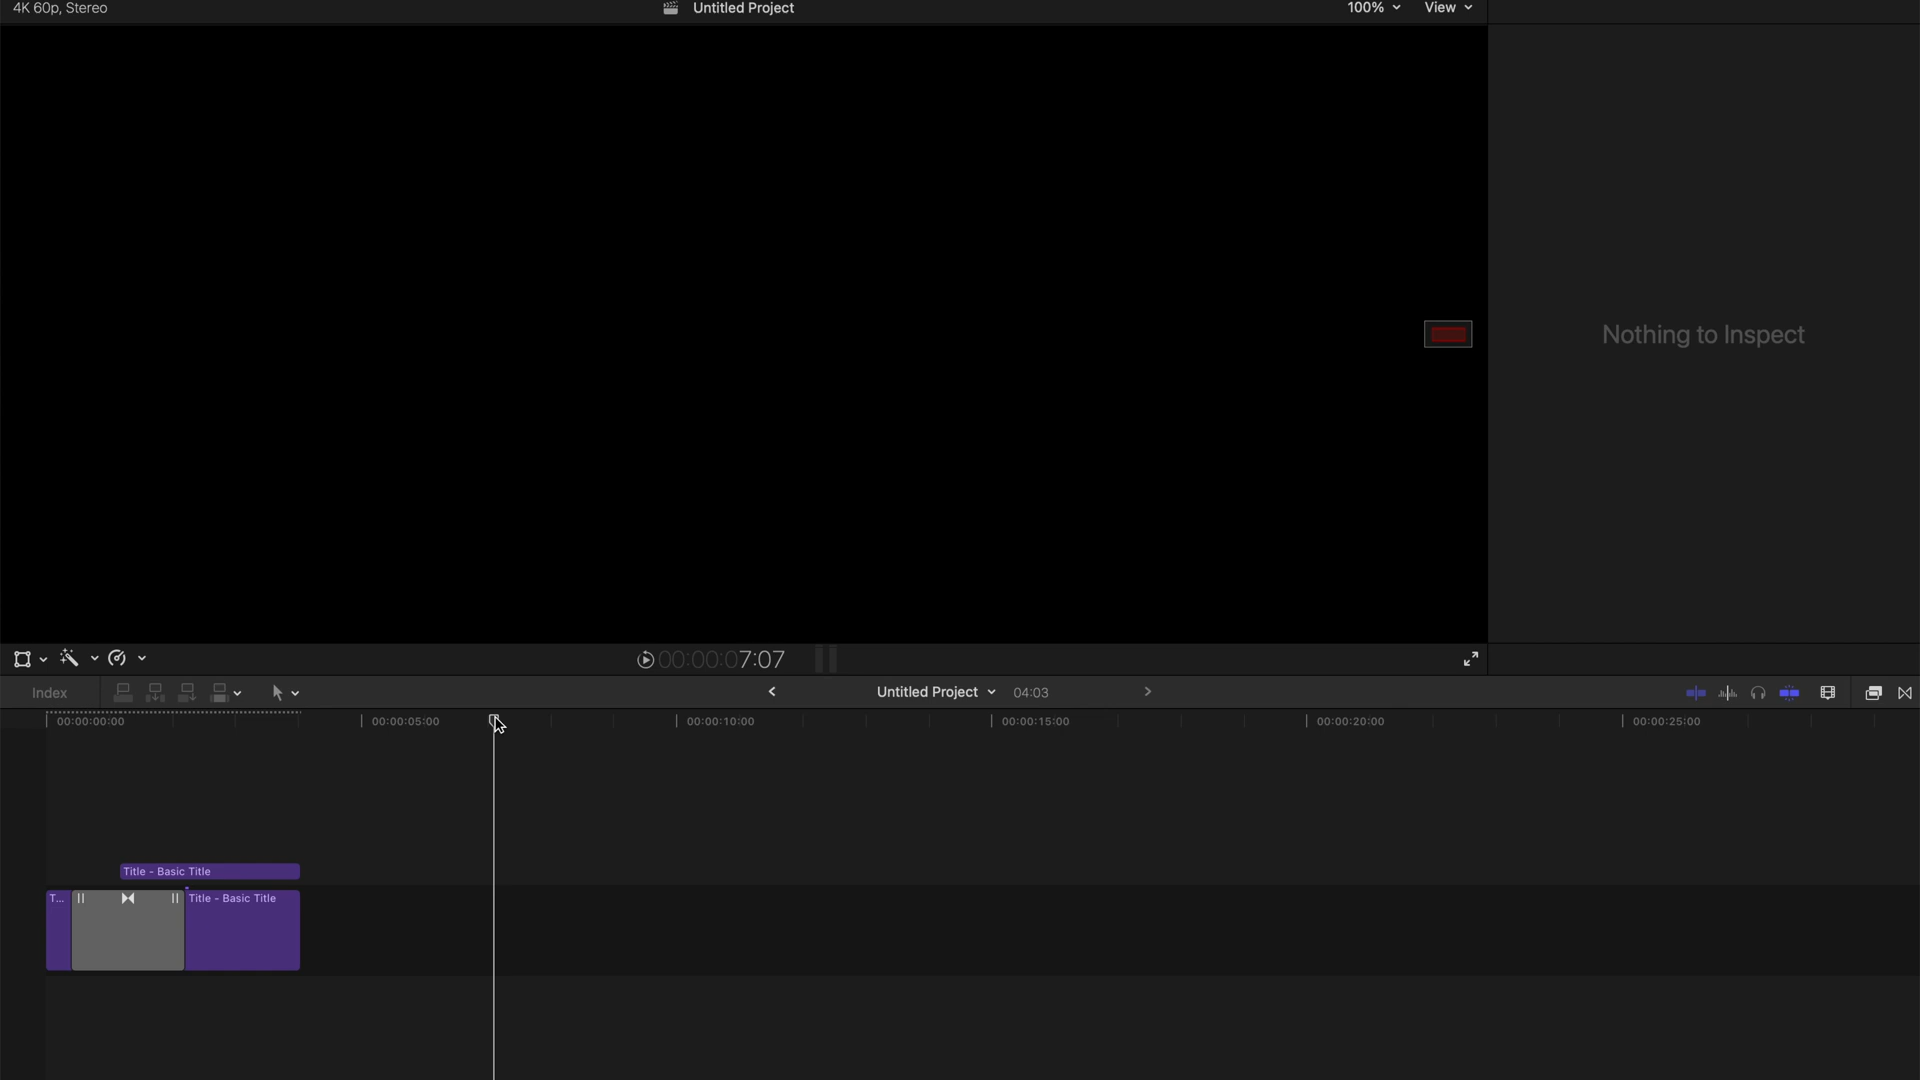 4K 60p, Stereo
Untitled Project
100%
View
Nothing to Inspect
00:00:07:07
Index
Untitled Project
04:03
00:00:00:00
00:00:05:00
00:00:10:00
00:00:15:00
00:00:20:00
00:00:25:00
Title - Basic Title
T...
Title - Basic Title